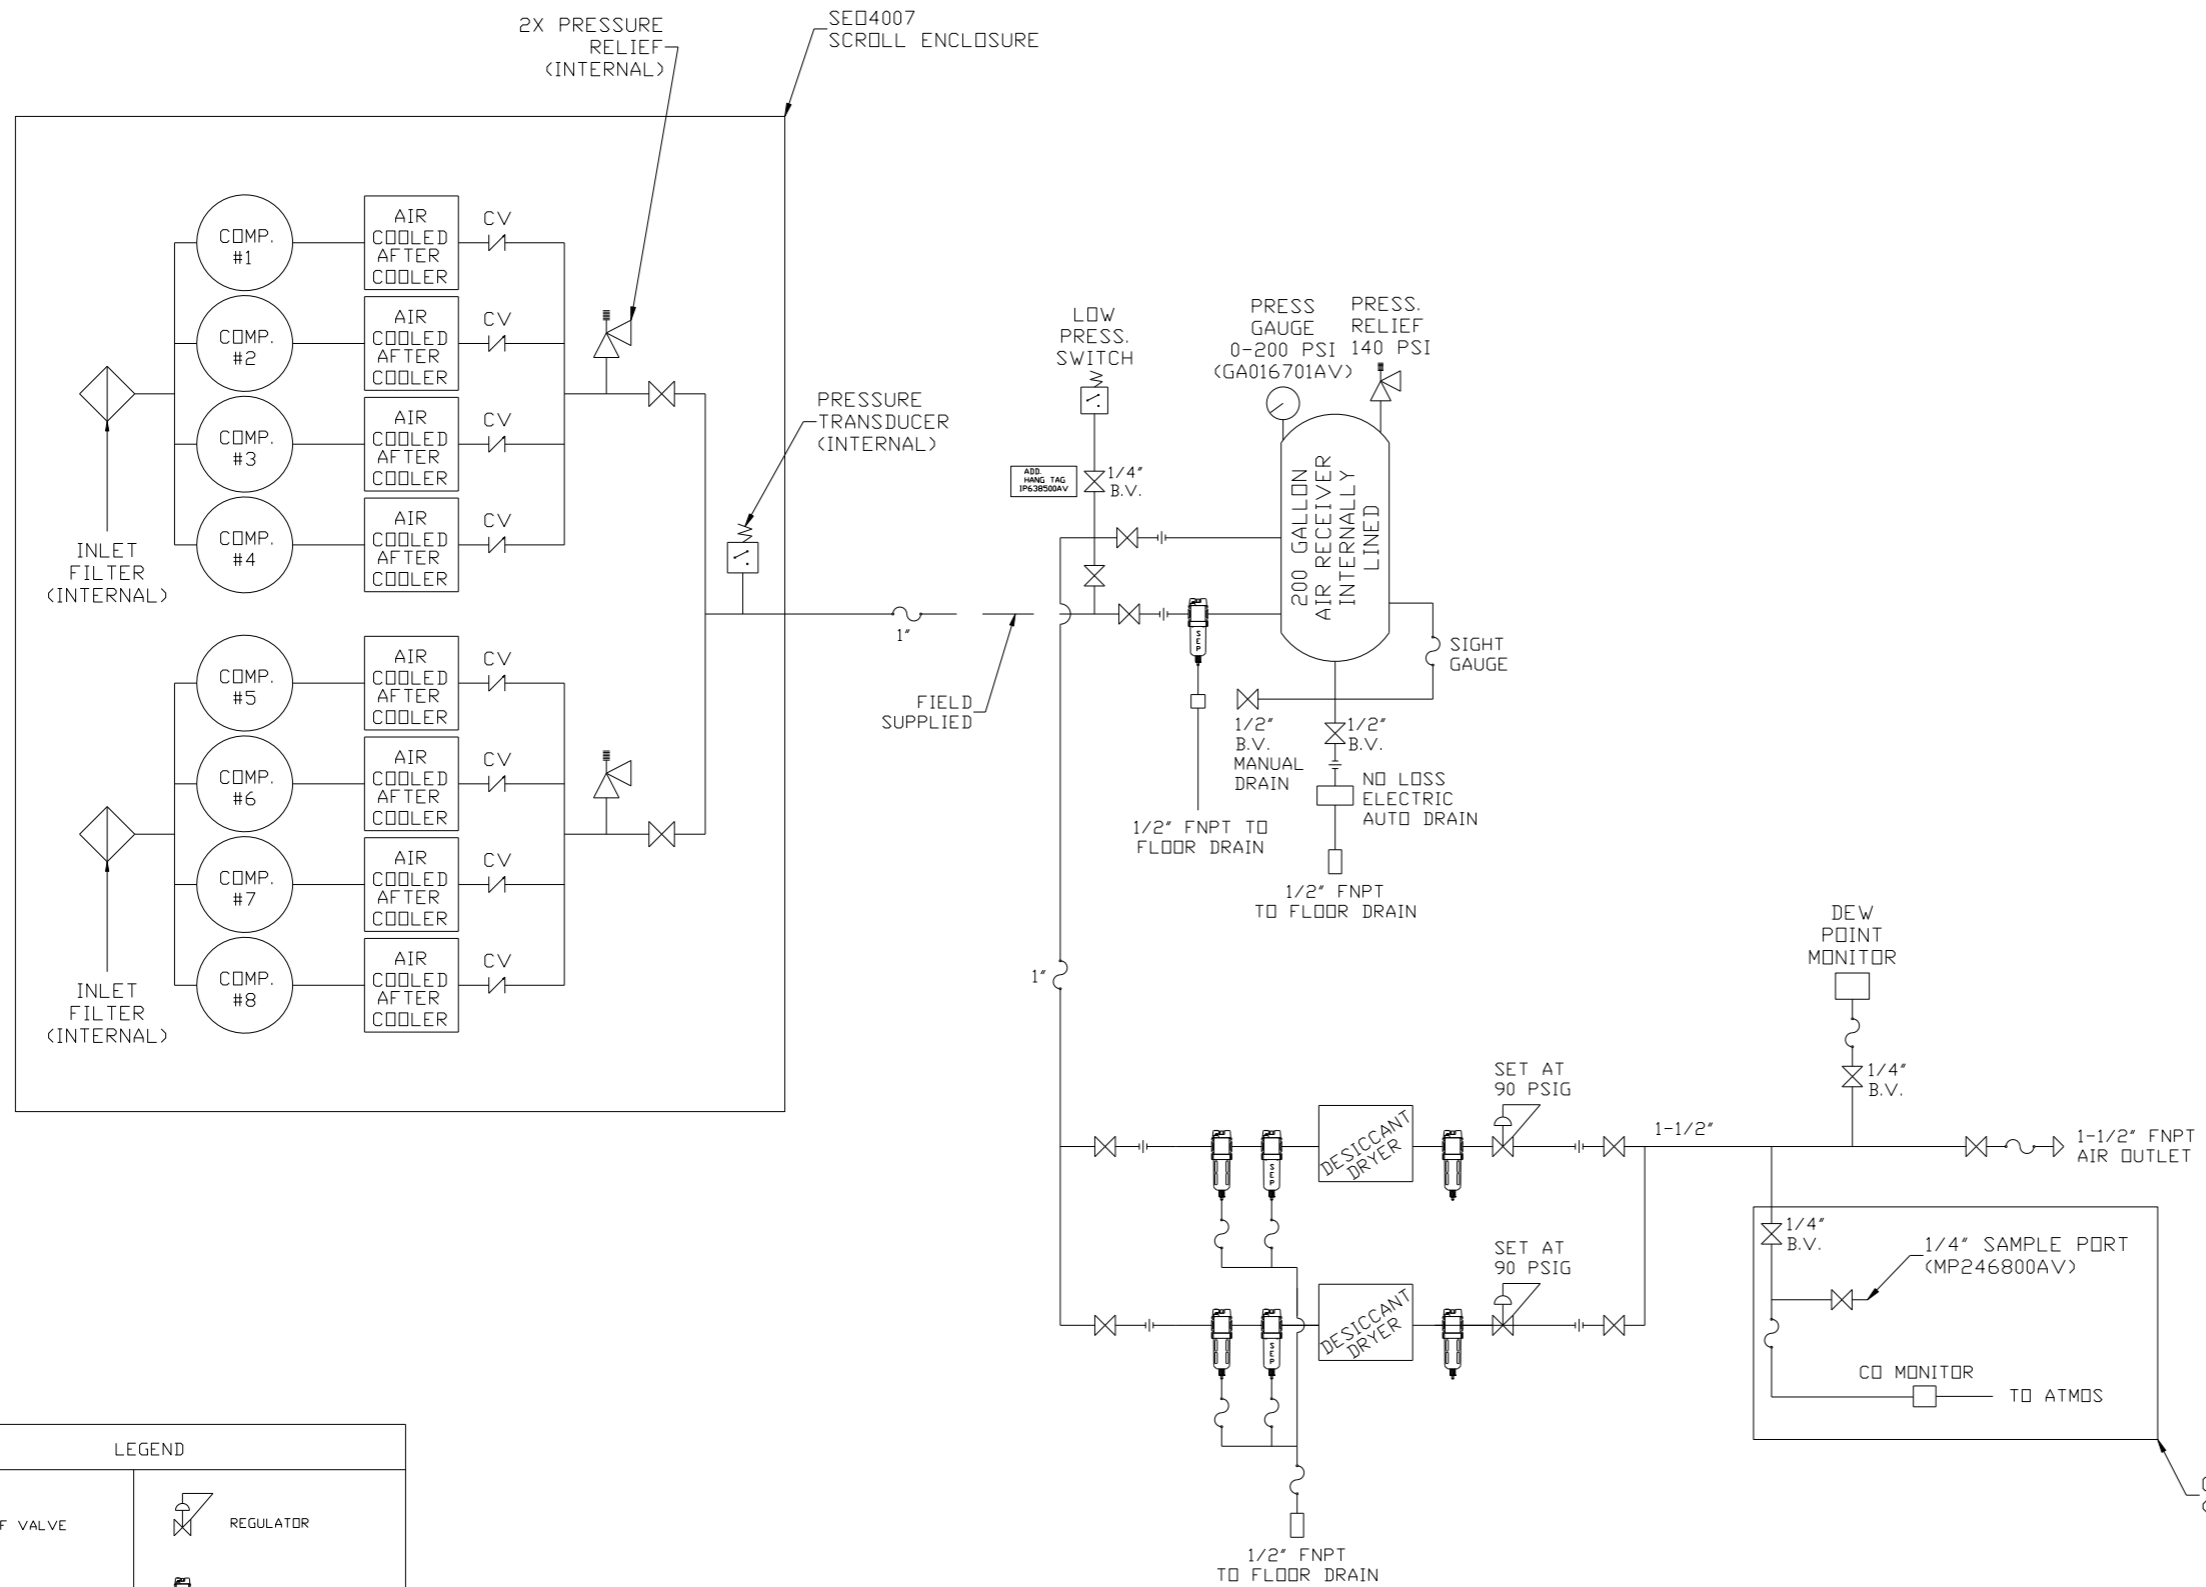 2X PRESSURE
RELIEF
(INTERNAL)
SEO4007
SCROLL ENCLOSURE
COMP.
#1
AIR
COOLED
AFTER
COOLER
CV
COMP.
#2
AIR
COOLED
AFTER
COOLER
CV
COMP.
#3
AIR
COOLED
AFTER
COOLER
CV
COMP.
#4
AIR
COOLED
AFTER
COOLER
CV
INLET
FILTER
(INTERNAL)
COMP.
#5
AIR
COOLED
AFTER
COOLER
CV
COMP.
#6
AIR
COOLED
AFTER
COOLER
CV
COMP.
#7
AIR
COOLED
AFTER
COOLER
CV
COMP.
#8
AIR
COOLED
AFTER
COOLER
CV
INLET
FILTER
(INTERNAL)
PRESSURE
TRANSDUCER
(INTERNAL)
1"
FIELD
SUPPLIED
LOW
PRESS.
SWITCH
ADD.
HANG TAG
IP638500AV
1/4"
B.V.
PRESS
GAUGE
0-200 PSI
(GA016701AV)
PRESS.
RELIEF
140 PSI
200 GALLON
AIR RECEIVER
INTERNALLY
LINED
SEP
SIGHT
GAUGE
1/2"
B.V.
MANUAL
DRAIN
1/2"
B.V.
NO LOSS
ELECTRIC
AUTO DRAIN
1/2" FNPT TO
FLOOR DRAIN
1/2" FNPT
TO FLOOR DRAIN
1"
DEW
POINT
MONITOR
1/4"
B.V.
SEP
DESICCANT
DRYER
SET AT
90 PSIG
1-1/2"
1-1/2" FNPT
AIR OUTLET
SEP
DESICCANT
DRYER
SET AT
90 PSIG
1/4"
B.V.
1/4" SAMPLE PORT
(MP246800AV)
CO MONITOR
TO ATMOS
1/2" FNPT
TO FLOOR DRAIN
LEGEND
F VALVE
REGULATOR